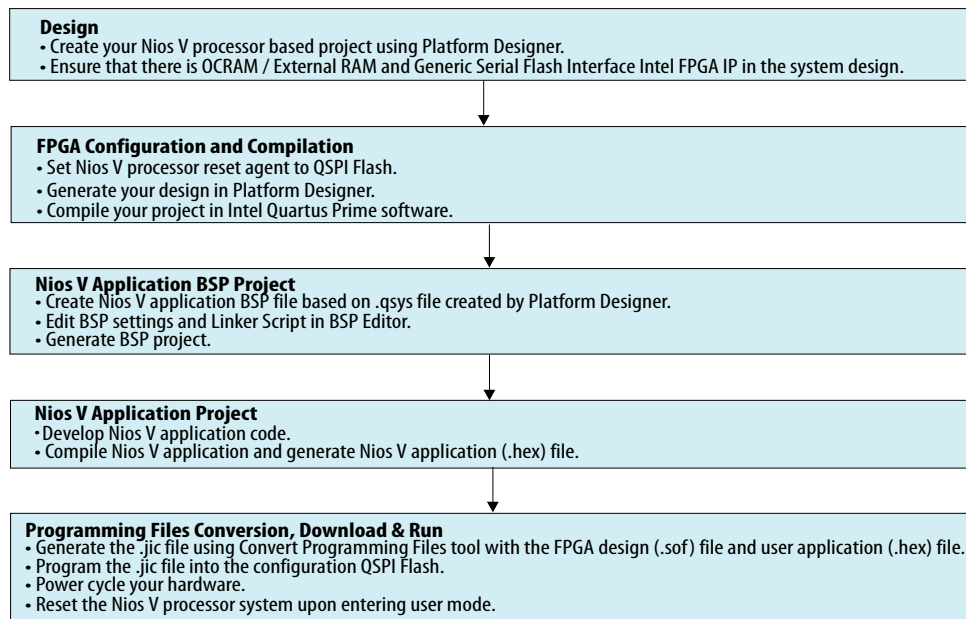 Design
• Create your Nios V processor based project using Platform Designer.
• Ensure that there is OCRAM / External RAM and Generic Serial Flash Interface Intel FPGA IP in the system design.
FPGA Configuration and Compilation
• Set Nios V processor reset agent to QSPI Flash.
• Generate your design in Platform Designer.
• Compile your project in Intel Quartus Prime software.
Nios V Application BSP Project
• Create Nios V application BSP file based on .qsys file created by Platform Designer.
• Edit BSP settings and Linker Script in BSP Editor.
• Generate BSP project.
Nios V Application Project
• Develop Nios V application code.
• Compile Nios V application and generate Nios V application (.hex) file.
Programming Files Conversion, Download & Run
• Generate the .jic file using Convert Programming Files tool with the FPGA design (.sof) file and user application (.hex) file.
• Program the .jic file into the configuration QSPI Flash.
• Power cycle your hardware.
• Reset the Nios V processor system upon entering user mode.